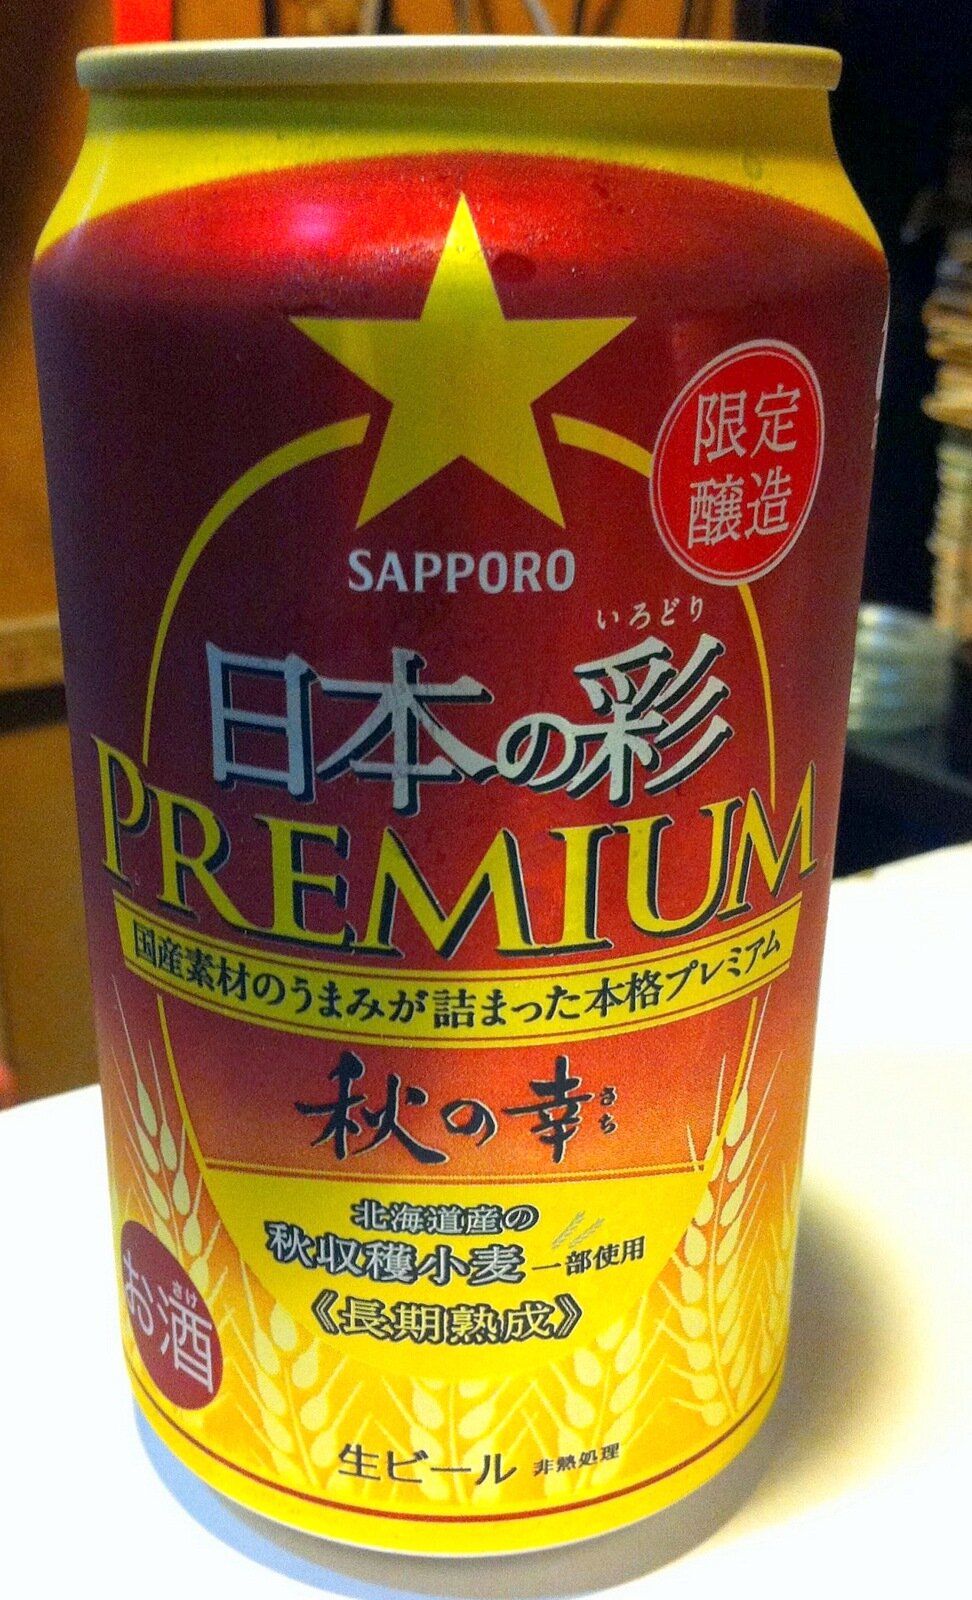 限定
醸造
SAPPORO
いろどり
日本の彩
PREMIUM
国産素材のうまみが詰まった本格プレミアム
秋の幸
さち
北海道産の
秋収穫小麦一部使用
《長期熟成》
さけ
お酒
生ビール 非熱処理